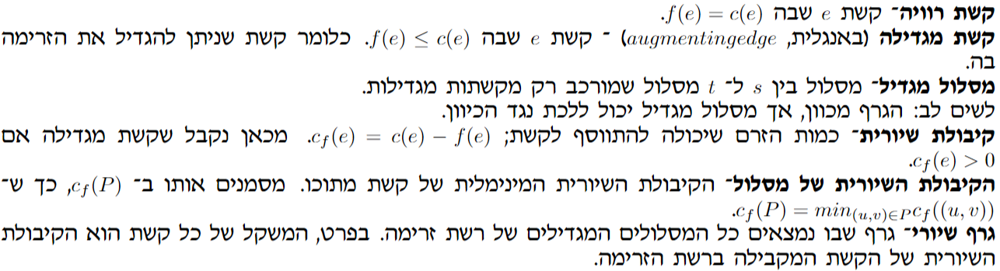 קשת רוויה־ קשת e שבה f(e) = c(e).
קשת מגדילה (באנגלית, augmentingedge) ־ קשת e שבה f(e) ≤ c(e). כלומר קשת שניתן להגדיל את הזרימה
בה.
מסלול מגדיל־ מסלול בין s ל־ t מסלול שמורכב רק מקשתות מגדילות.
לשים לב: הגרף מכוון, אך מסלול מגדיל יכול ללכת נגד הכיוון.
קיבולת שיורית־ כמות הזרם שיכולה להתווסף לקשת; c_f(e) = c(e) − f(e). מכאן נקבל שקשת מגדילה אם
c_f(e) > 0.
הקיבולת השיורית של מסלול־ הקיבולת השיורית המינימלית של קשת מתוכו. מסמנים אותו ב־ c_f(P), כך ש־
c_f(P) = min_{(u,v)∈P} c_f((u, v)).
גרף שיורי־ גרף שבו נמצאים כל המסלולים המגדילים של רשת זרימה. בפרט, המשקל של כל קשת הוא הקיבולת
השיורית של הקשת המקבילה ברשת הזרימה.